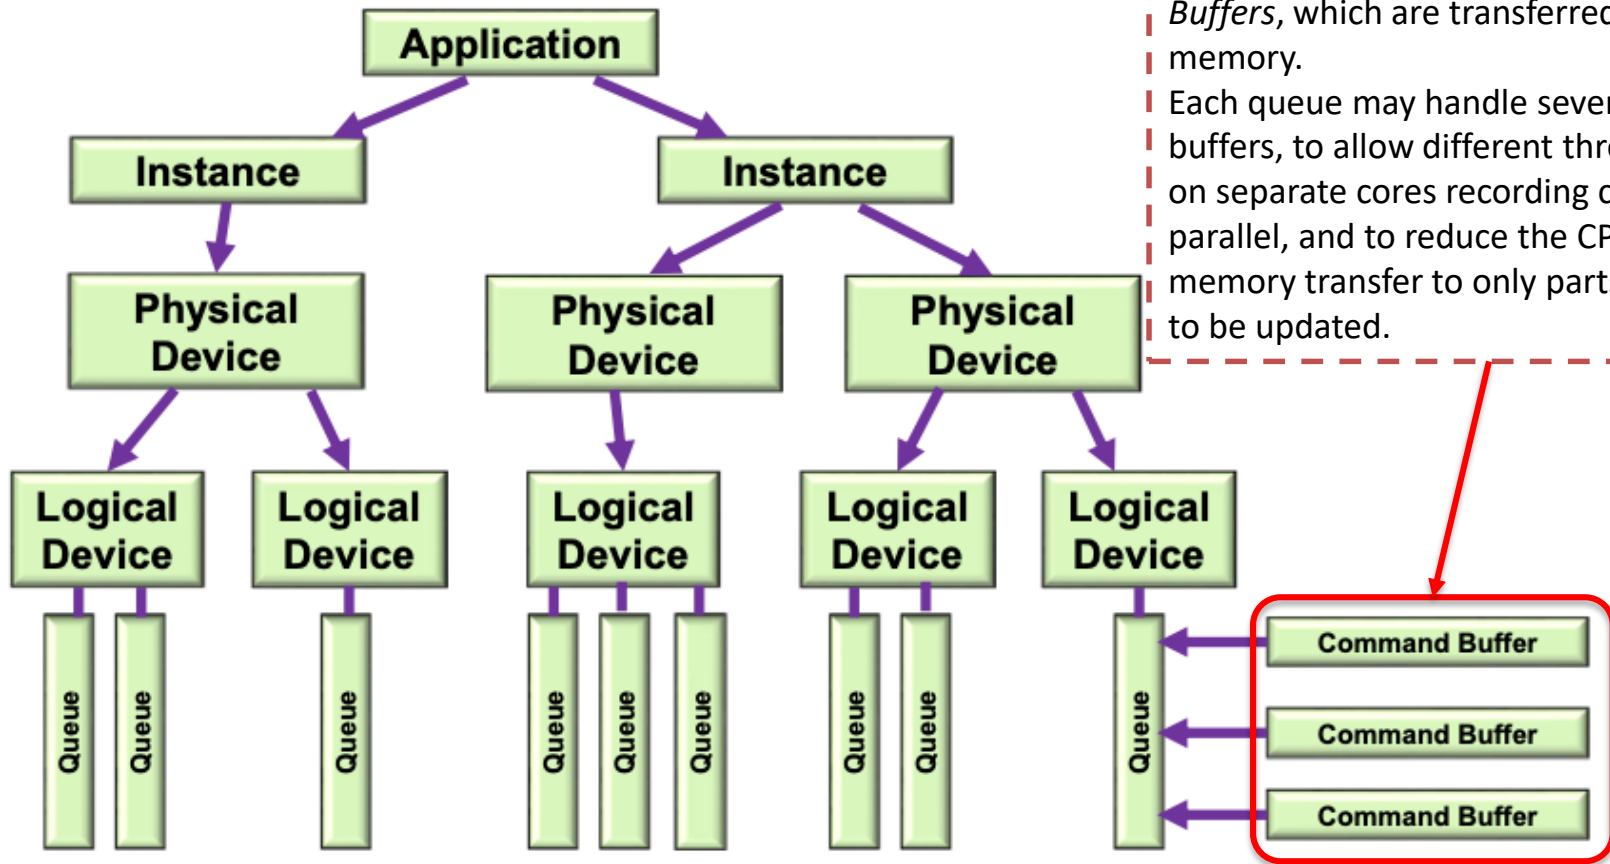 Application
Instance
Instance
Physical
Device
Physical
Device
Physical
Device
Logical
Device
Logical
Device
Logical
Device
Logical
Device
Logical
Device
Queue
Queue
Queue
Queue
Queue
Queue
Queue
Queue
Queue
Command Buffer
Command Buffer
Command Buffer
Buffers, which are transferred
memory.
Each queue may handle sever
buffers, to allow different thr
on separate cores recording
parallel, and to reduce the CP
memory transfer to only part
to be updated.